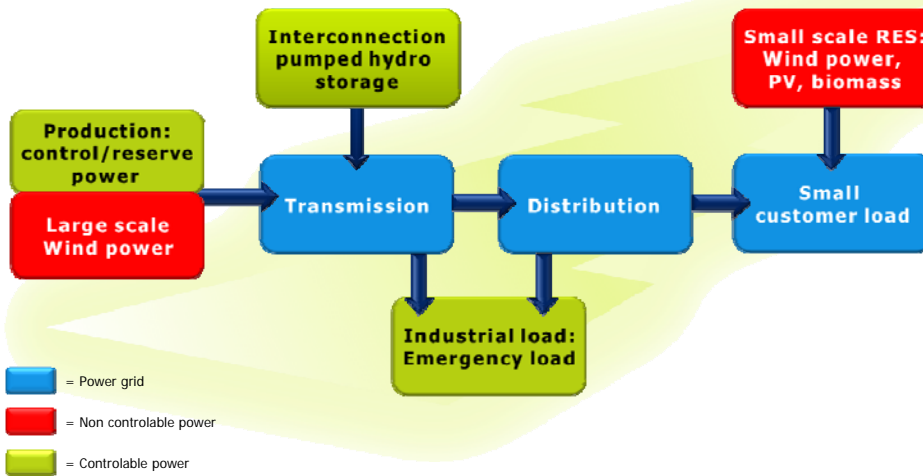 Interconnection
pumped hydro
storage
Small scale RES:
Wind power,
PV, biomass
Production:
control/reserve
power
Large scale
Wind power
Transmission
Distribution
Small
customer load
Industrial load:
Emergency load
= Power grid
= Non controlable power
= Controlable power